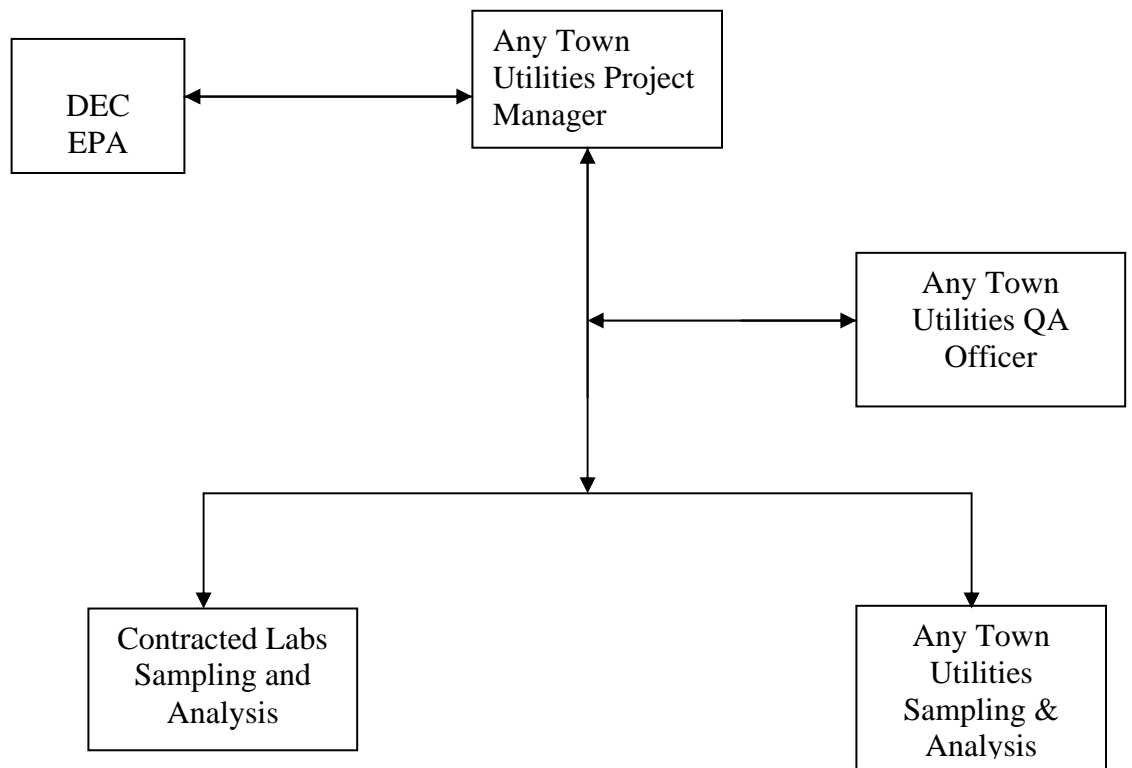 Any Town
Utilities Project
Manager
DEC
EPA
Any Town
Utilities QA
Officer
Contracted Labs
Sampling and
Analysis
Any Town
Utilities
Sampling &
Analysis